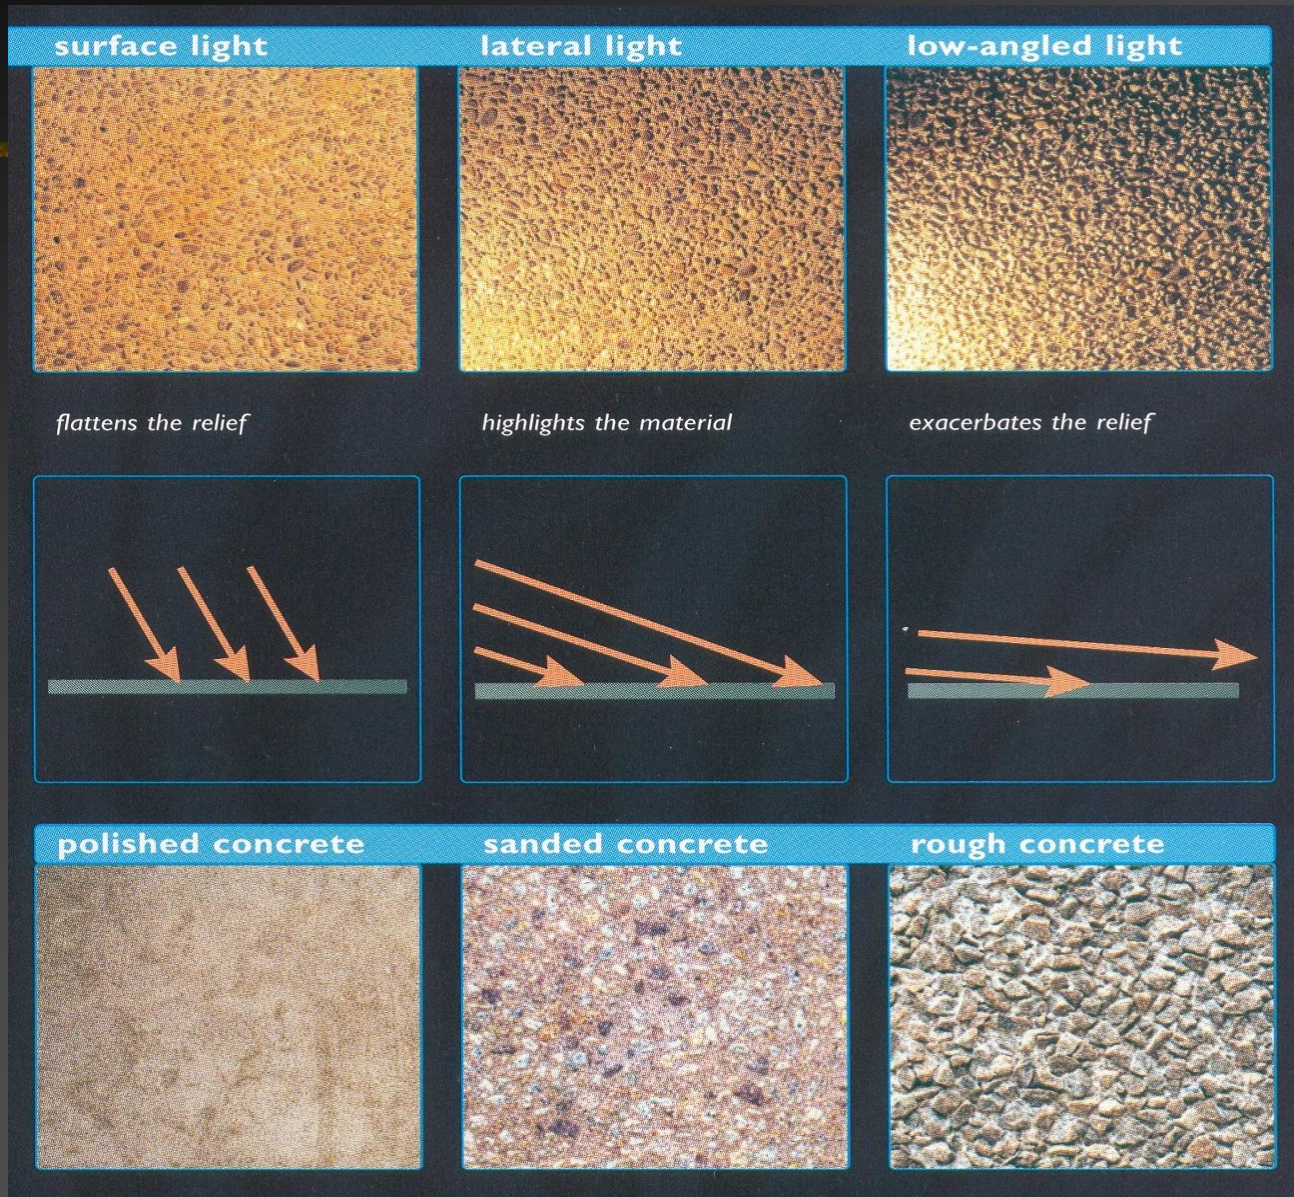 surface light
lateral light
low-angled light
flattens the relief
highlights the material
exacerbates the relief
polished concrete
sanded concrete
rough concrete